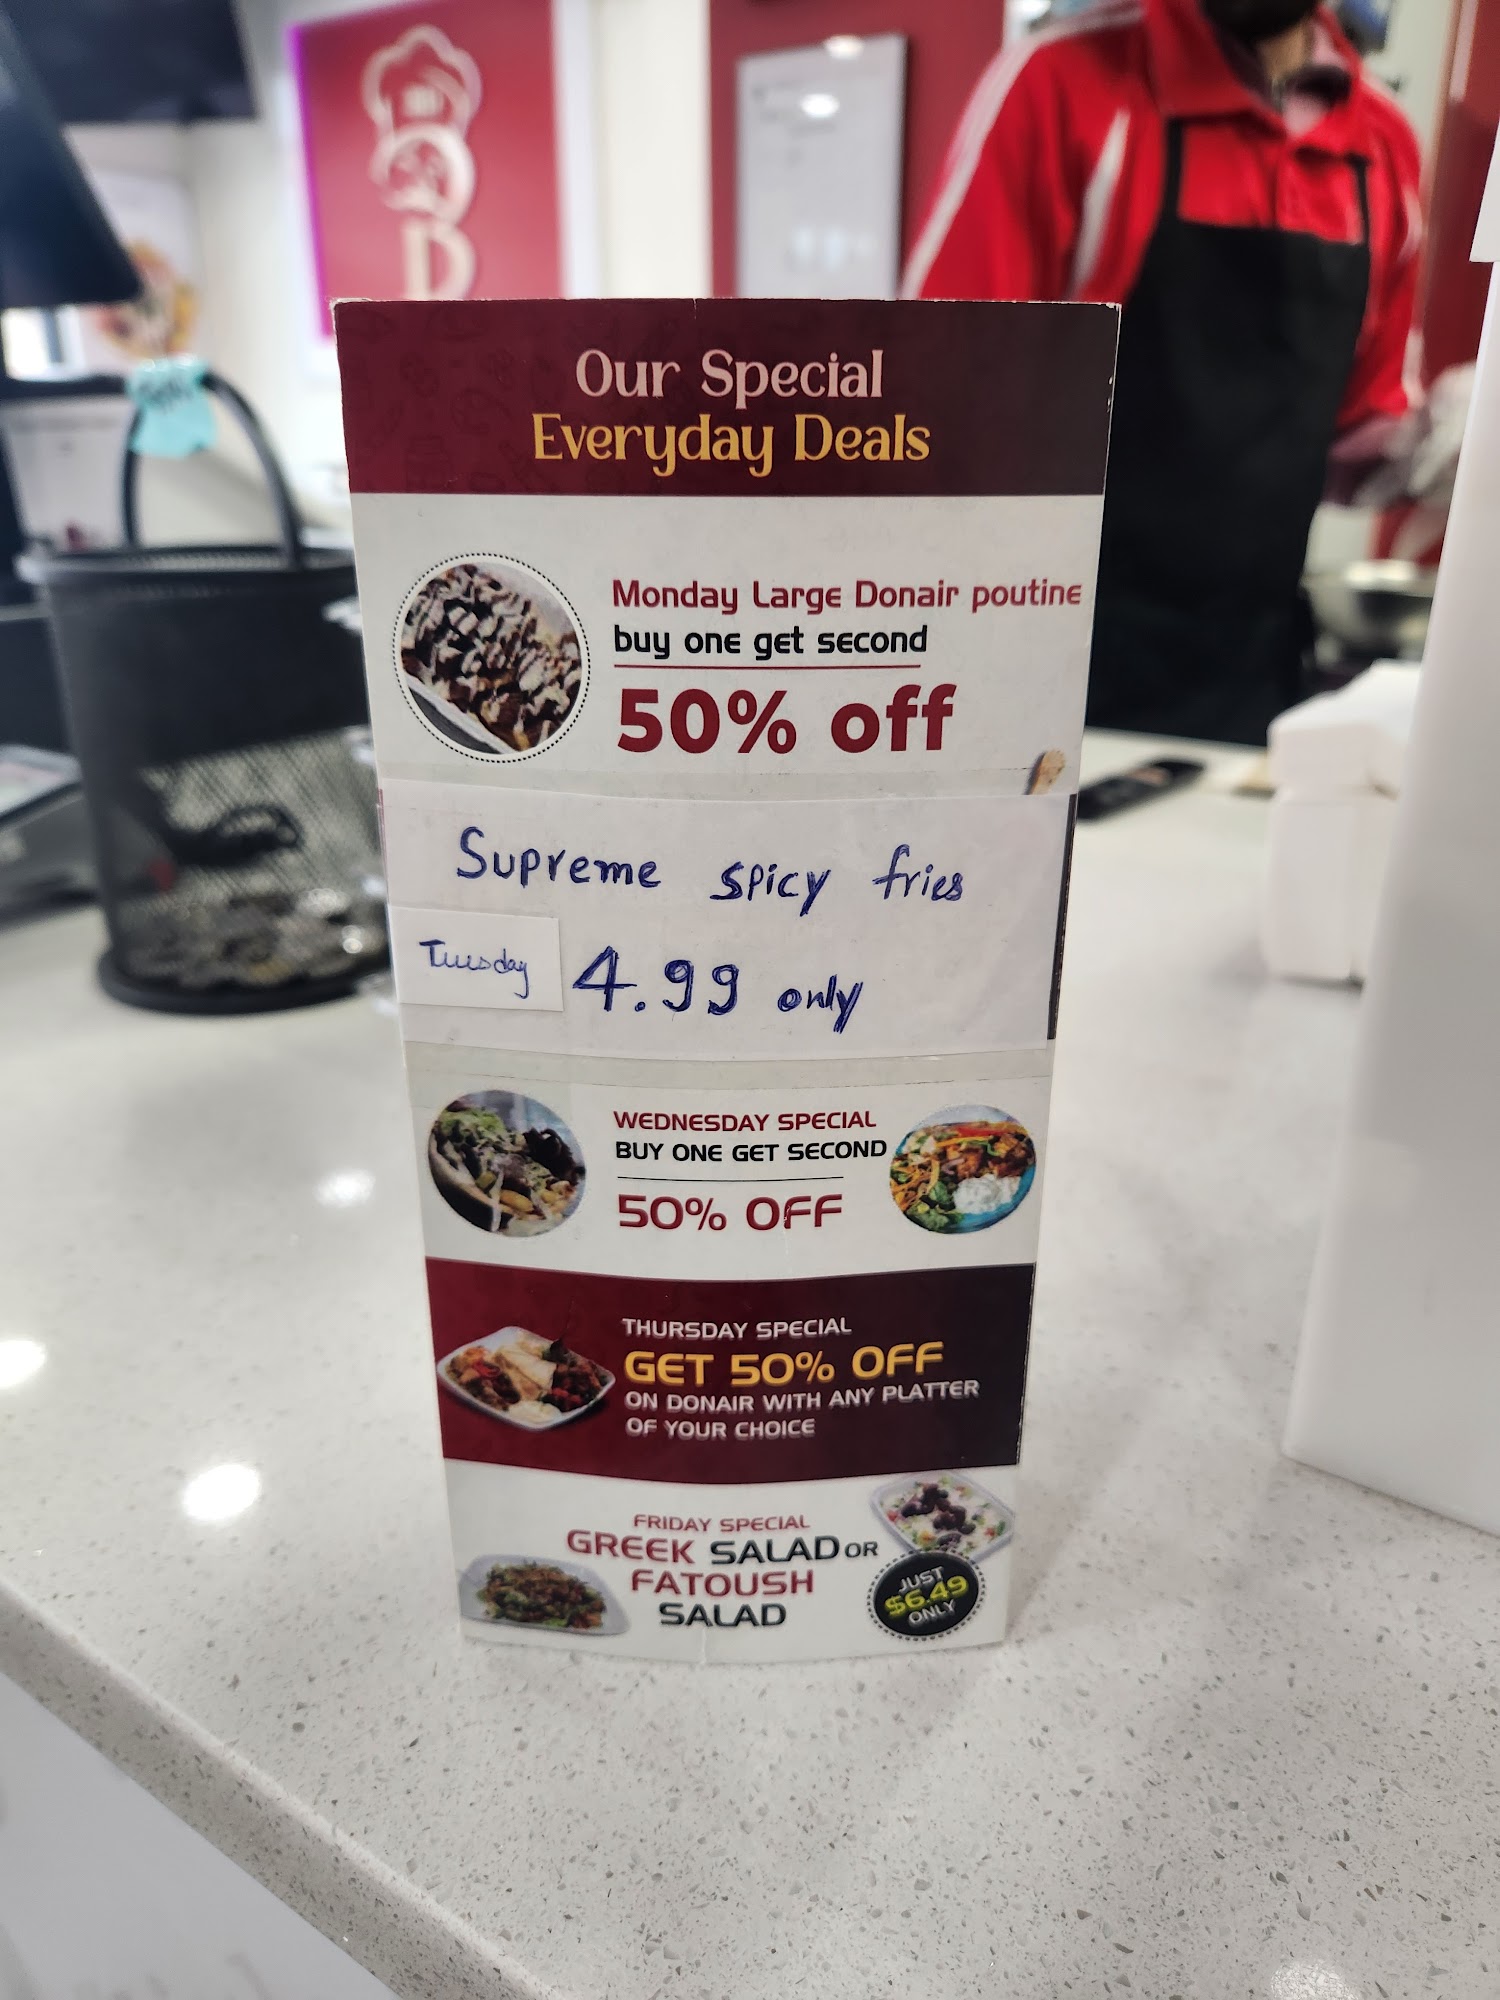 Our Special
Everyday Deals
Monday Large Donair poutine
buy one get second
50% off
Supreme spicy fries
Tuesday 4.99 only
WEDNESDAY SPECIAL
BUY ONE GET SECOND
50% OFF
THURSDAY SPECIAL
GET 50% OFF
ON DONAIR WITH ANY PLATTER
OF YOUR CHOICE
FRIDAY SPECIAL
GREEK SALAD OR
FATOUSH
SALAD
JUST
$6.49
ONLY